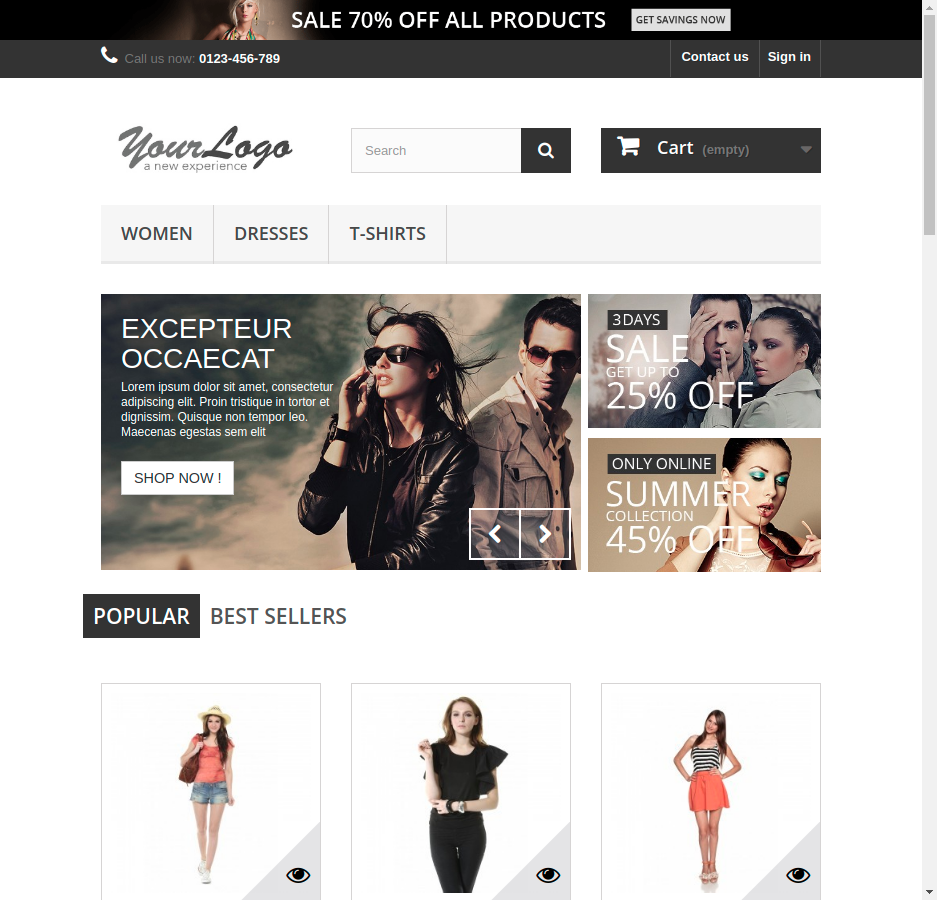 SALE 70% OFF ALL PRODUCTS GET SAVINGS NOW
Call us now: 0123-456-789 Contact us Sign in
YourLogo
a new experience
Search
Cart (empty)
WOMEN DRESSES T-SHIRTS
EXCEPTEUR
OCCAECAT
Lorem ipsum dolor sit amet, consectetur
adipiscing elit. Proin tristique in tortor et
dignissim. Quisque non tempor leo.
Maecenas egestas sem elit
SHOP NOW !
3DAYS
SALE
GET UP TO
25% OFF
ONLY ONLINE
SUMMER
COLLECTION
45% OFF
POPULAR BEST SELLERS